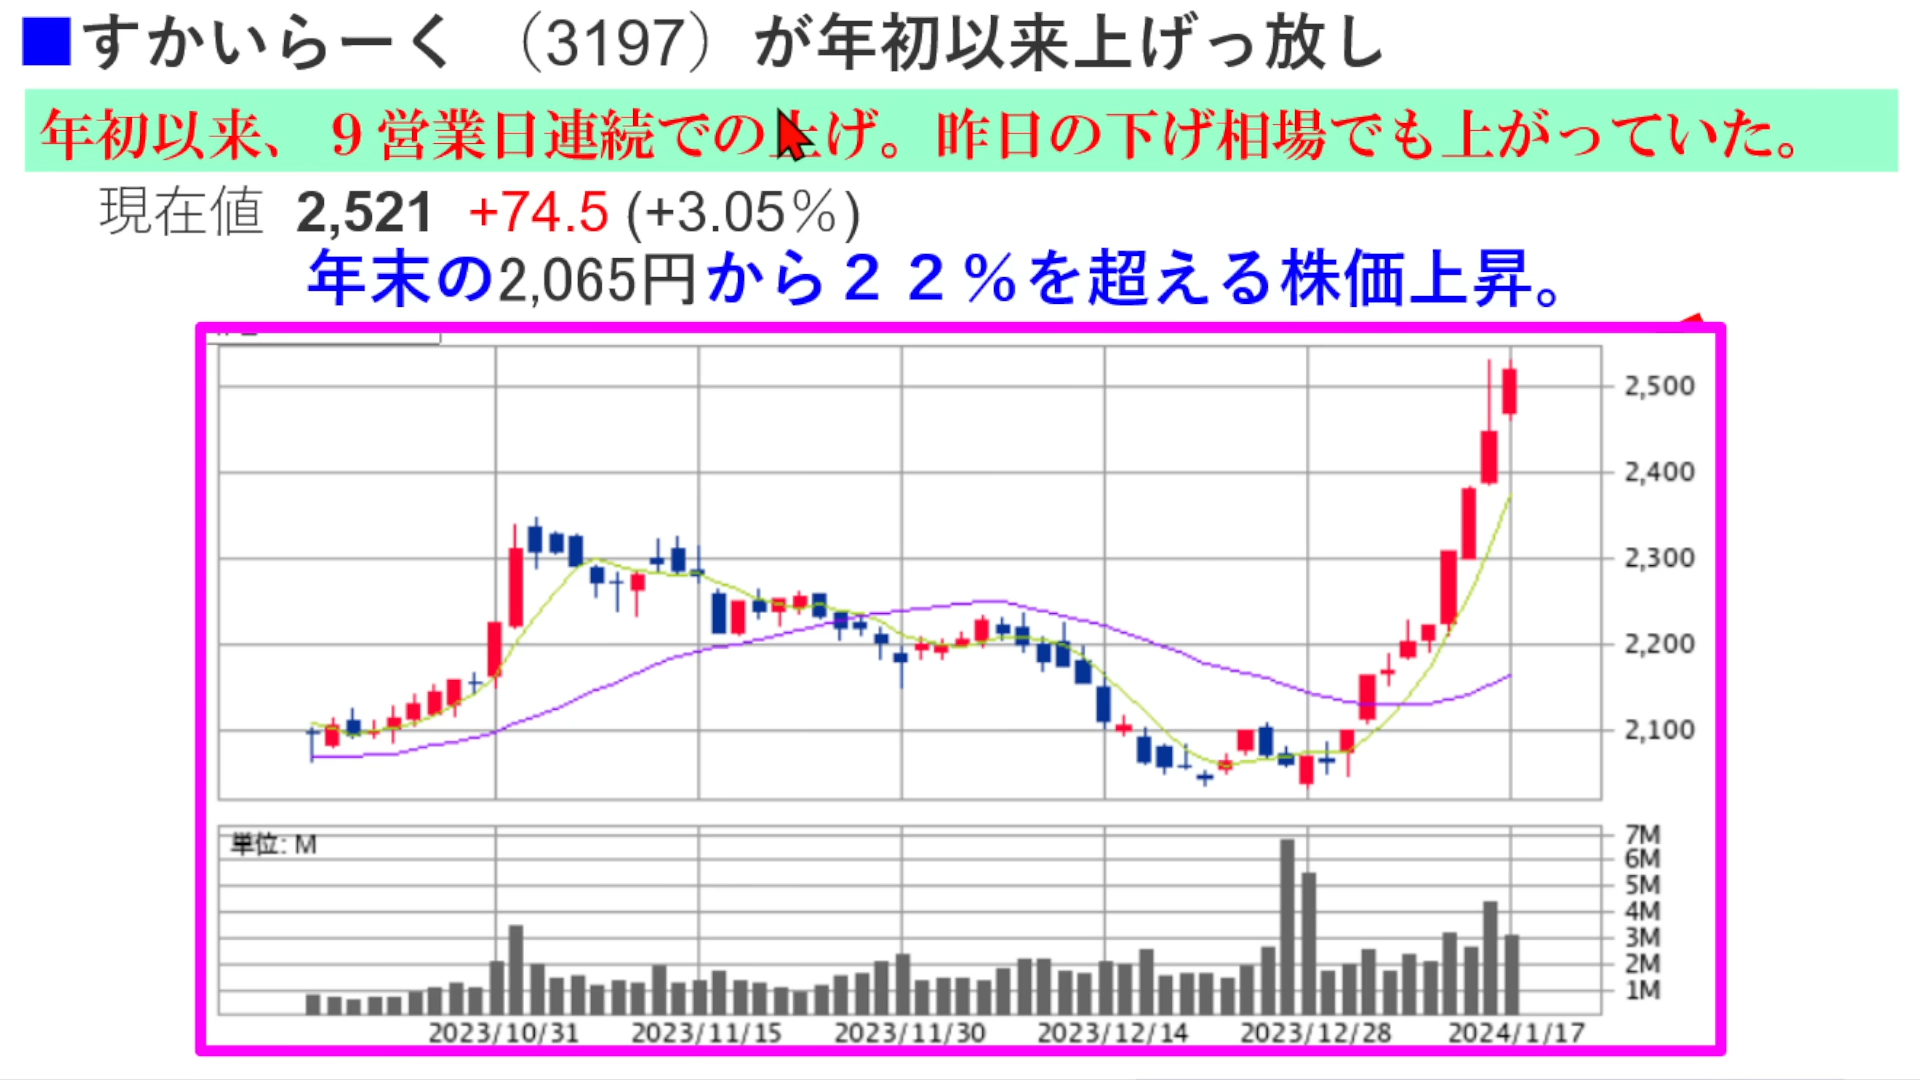 ■すかいらーく （3197）が年初以来上げっ放し
年初以来、９営業日連続での上げ。昨日の下げ相場でも上がっていた。
現在値 2,521 +74.5 (+3.05％)
年末の2,065円から２２％を超える株価上昇。
2,500
2,400
2,300
2,200
2,100
単位: M
7M
6M
5M
4M
3M
2M
1M
2023/10/31 2023/11/15 2023/11/30 2023/12/14 2023/12/28 2024/1/17